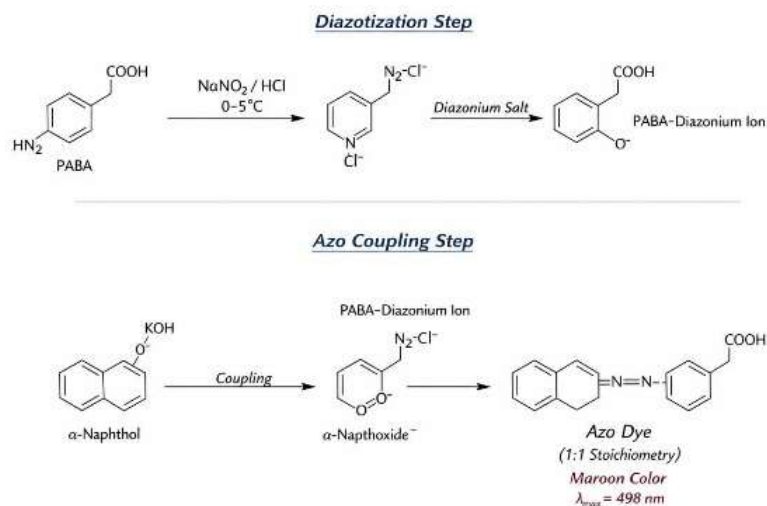 Diazotization Step
COOH
HN2
PABA
NaNO2 / HCl
0–5°C
N2-Cl–
N
Cl–
Diazonium Salt
COOH
O-
PABA-Diazonium Ion
Azo Coupling Step
KOH
O-
α-Naphthol
Coupling
PABA-Diazonium Ion
N2-Cl–
O=O-
α-Napthoxide–
=N=N-
COOH
Azo Dye
(1:1 Stoichiometry)
Maroon Color
λmax = 498 nm